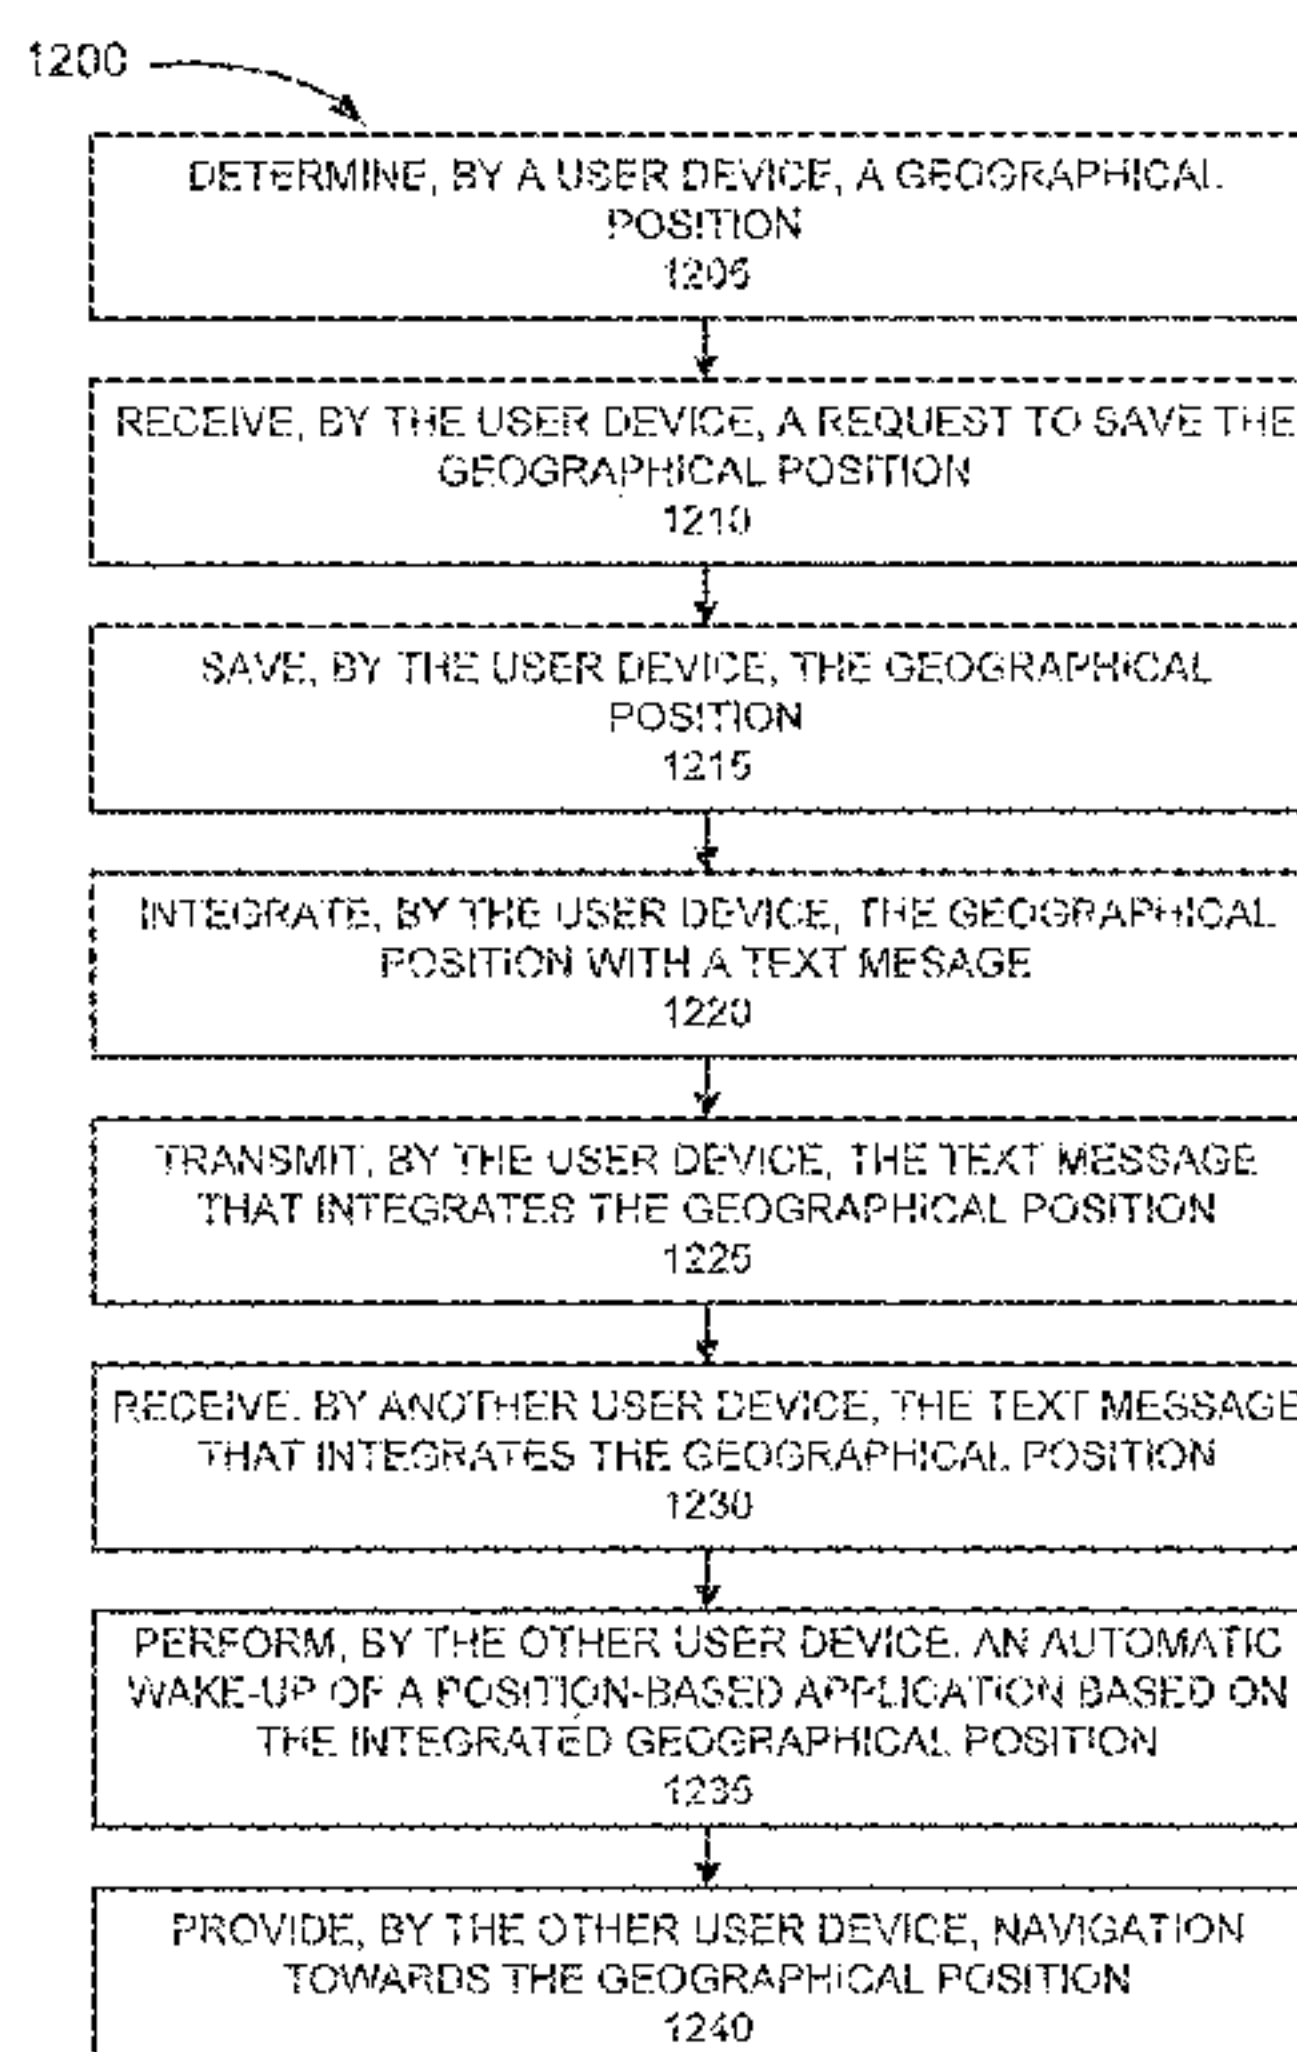 1200
DETERMINE, BY A USER DEVICE, A GEOGRAPHICAL
POSITION
1205
RECEIVE, BY THE USER DEVICE, A REQUEST TO SAVE THE
GEOGRAPHICAL POSITION
1210
SAVE, BY THE USER DEVICE, THE GEOGRAPHICAL
POSITION
1215
INTEGRATE, BY THE USER DEVICE, THE GEOGRAPHICAL
POSITION WITH A TEXT MESAGE
1220
TRANSMIT, BY THE USER DEVICE, THE TEXT MESSAGE
THAT INTEGRATES THE GEOGRAPHICAL POSITION
1225
RECEIVE, BY ANOTHER USER DEVICE, THE TEXT MESSAGE
THAT INTEGRATES THE GEOGRAPHICAL POSITION
1230
PERFORM, BY THE OTHER USER DEVICE, AN AUTOMATIC
WAKE-UP OF A POSITION-BASED APPLICATION BASED ON
THE INTEGRATED GEOGRAPHICAL POSITION
1235
PROVIDE, BY THE OTHER USER DEVICE, NAVIGATION
TOWARDS THE GEOGRAPHICAL POSITION
1240